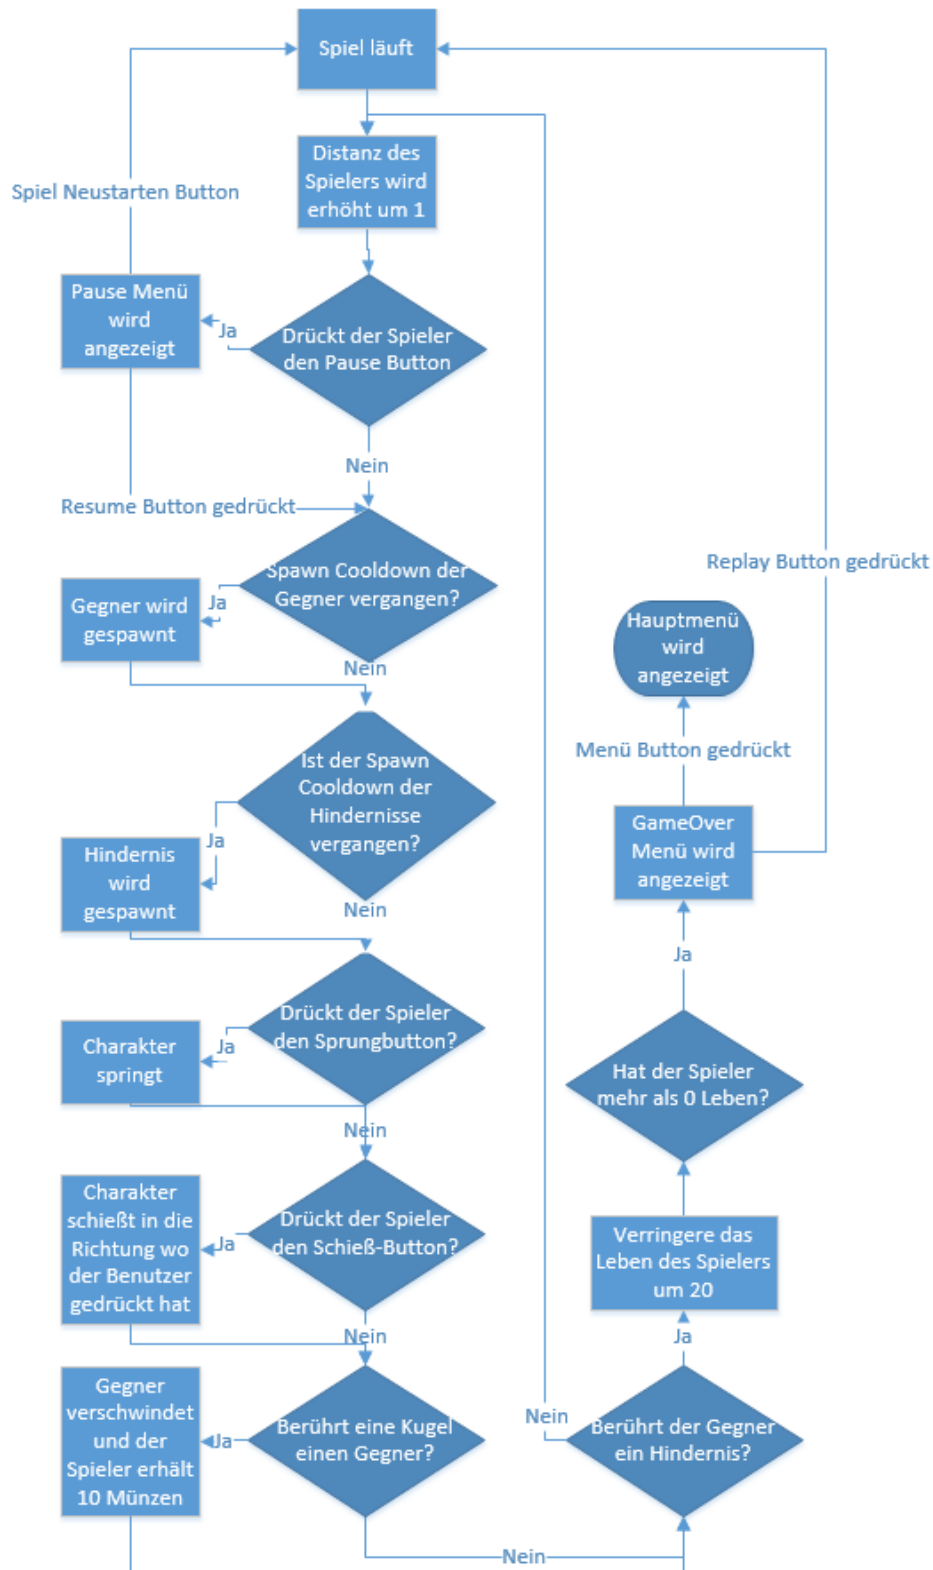 Spiel läuft
Distanz des
Spielers wird
erhöht um 1
Spiel Neustarten Button
Pause Menü
wird
angezeigt
Ja
Drückt der Spieler
den Pause Button
Nein
Resume Button gedrückt
Spawn Cooldown der
Gegner vergangen?
Ja
Gegner wird
gespawnt
Nein
Ist der Spawn
Cooldown der
Hindernisse
vergangen?
Ja
Hindernis
wird
gespawnt
Nein
Drückt der Spieler
den Sprungbutton?
Ja
Charakter
springt
Nein
Drückt der Spieler
den Schieß-Button?
Ja
Charakter
schießt in die
Richtung wo
der Benutzer
gedrückt hat
Nein
Berührt eine Kugel
einen Gegner?
Ja
Gegner
verschwindet
und der
Spieler erhält
10 Münzen
Nein
Berührt der Gegner
ein Hindernis?
Nein
Ja
Verringere das
Leben des Spielers
um 20
Hat der Spieler
mehr als 0 Leben?
Ja
GameOver
Menü wird
angezeigt
Menü Button gedrückt
Hauptmenü
wird
angezeigt
Replay Button gedrückt